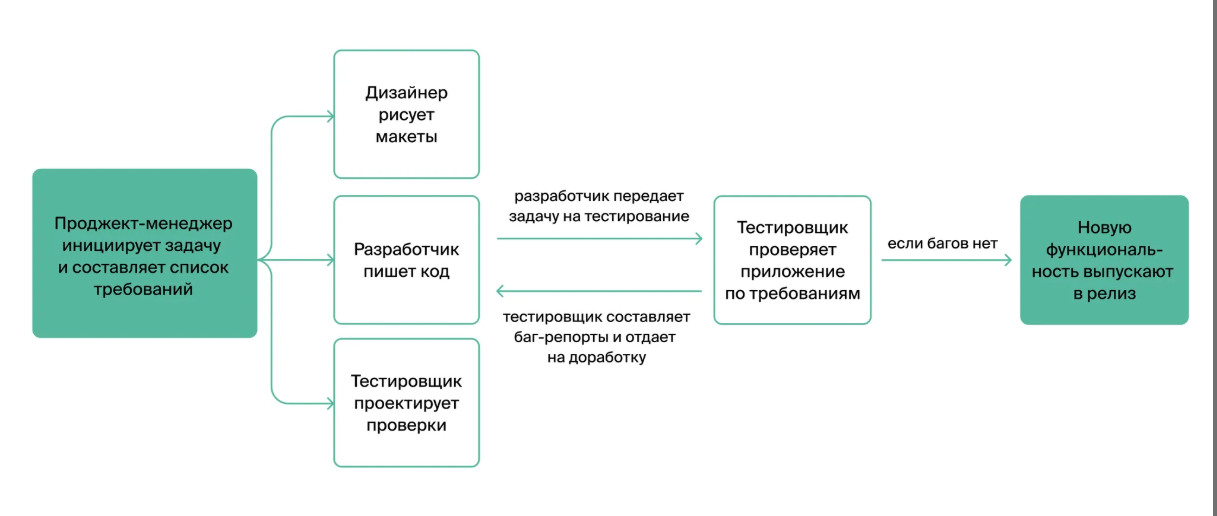 Проджект-менеджер
инициирует задачу
и составляет список
требований
Дизайнер
рисует
макеты
Разработчик
пишет код
Тестировщик
проектирует
проверки
разработчик передает
задачу на тестирование
тестировщик составляет
баг-репорты и отдает
на доработку
Тестировщик
проверяет
приложение
по требованиям
если багов нет
Новую
функциональ-
ность выпускают
в релиз